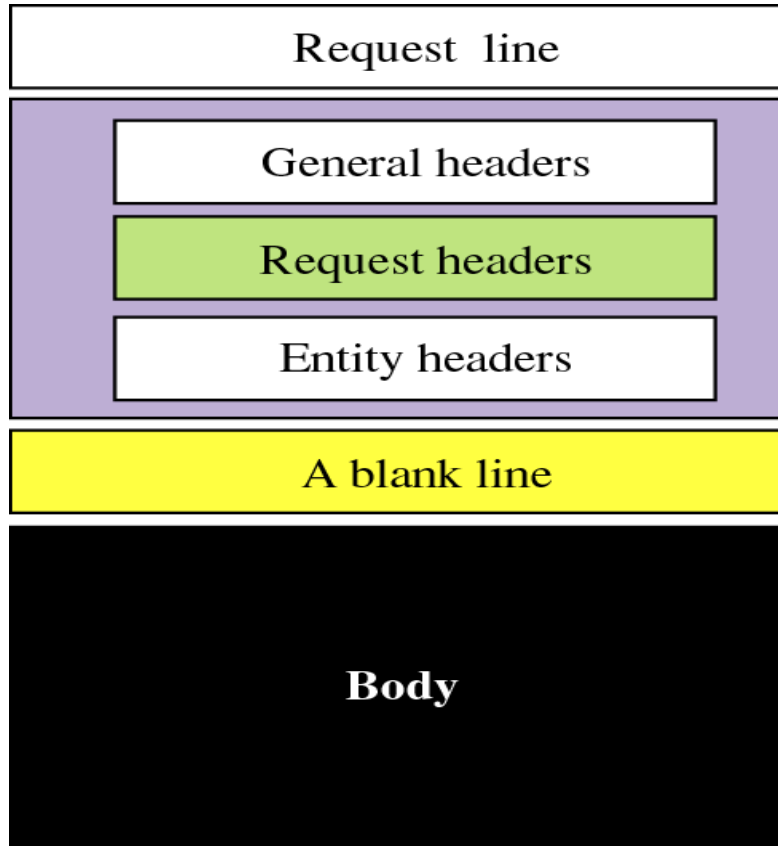 Request line
General headers
Request headers
Entity headers
A blank line
Body